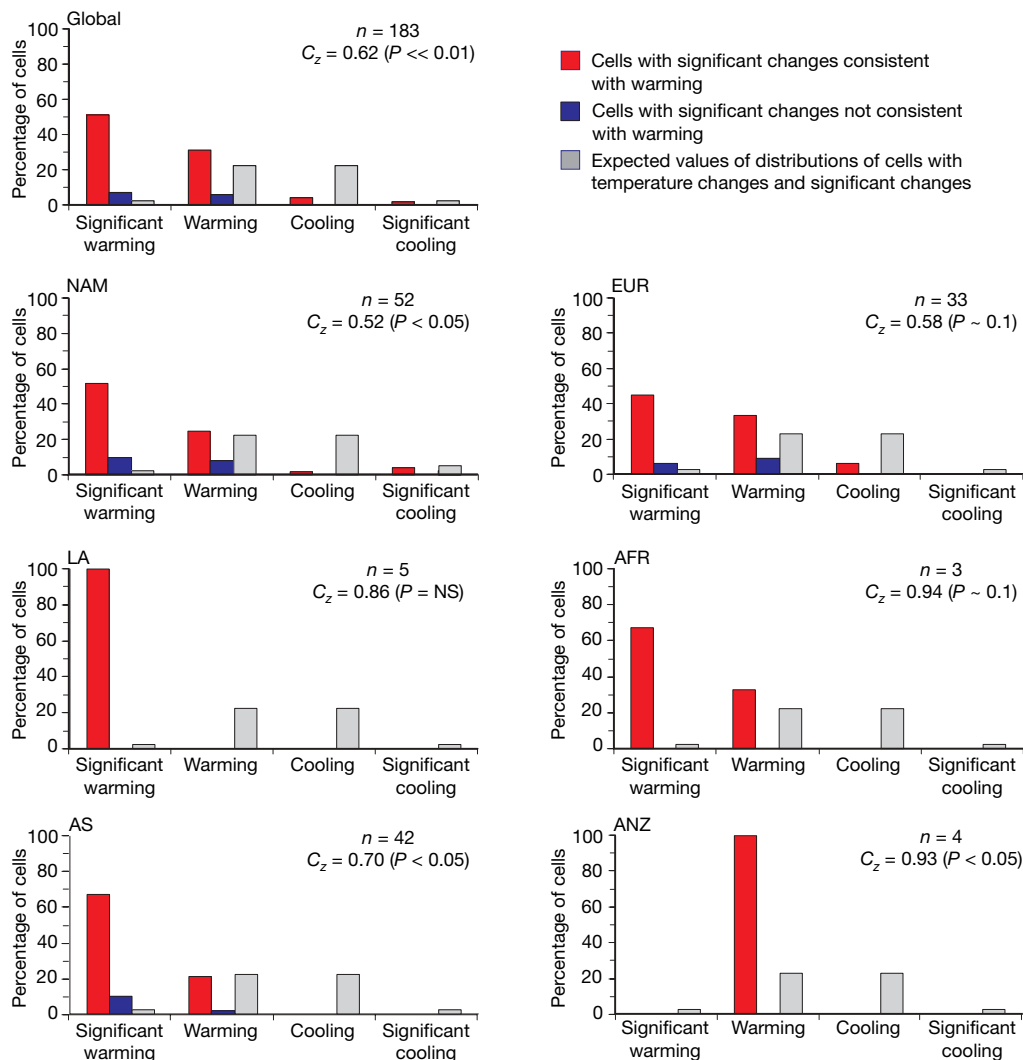 Global
n = 183
Cz = 0.62 (P << 0.01)
Percentage of cells
100
80
60
40
20
0
Significant warming
Warming
Cooling
Significant cooling
Cells with significant changes consistent
with warming
Cells with significant changes not consistent
with warming
Expected values of distributions of cells with
temperature changes and significant changes
NAM
n = 52
Cz = 0.52 (P < 0.05)
Percentage of cells
100
80
60
40
20
0
Significant warming
Warming
Cooling
Significant cooling
EUR
n = 33
Cz = 0.58 (P ~ 0.1)
Percentage of cells
100
80
60
40
20
0
Significant warming
Warming
Cooling
Significant cooling
LA
n = 5
Cz = 0.86 (P = NS)
Percentage of cells
100
80
60
40
20
0
Significant warming
Warming
Cooling
Significant cooling
AFR
n = 3
Cz = 0.94 (P ~ 0.1)
Percentage of cells
100
80
60
40
20
0
Significant warming
Warming
Cooling
Significant cooling
AS
n = 42
Cz = 0.70 (P < 0.05)
Percentage of cells
100
80
60
40
20
0
Significant warming
Warming
Cooling
Significant cooling
ANZ
n = 4
Cz = 0.93 (P < 0.05)
Percentage of cells
100
80
60
40
20
0
Significant warming
Warming
Cooling
Significant cooling